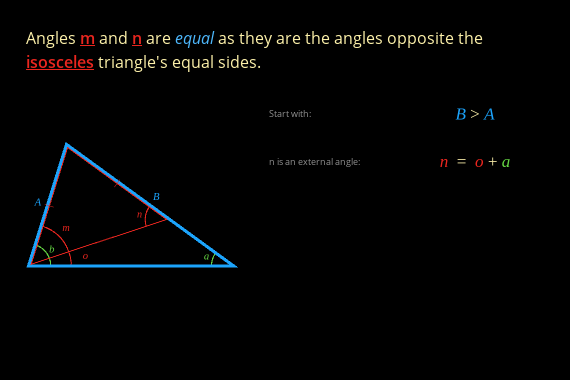 Angles m and n are equal as they are the angles opposite the
isosceles triangle's equal sides.
Start with: B > A
n is an external angle: n = o + a
A
B
n
m
b
o
a